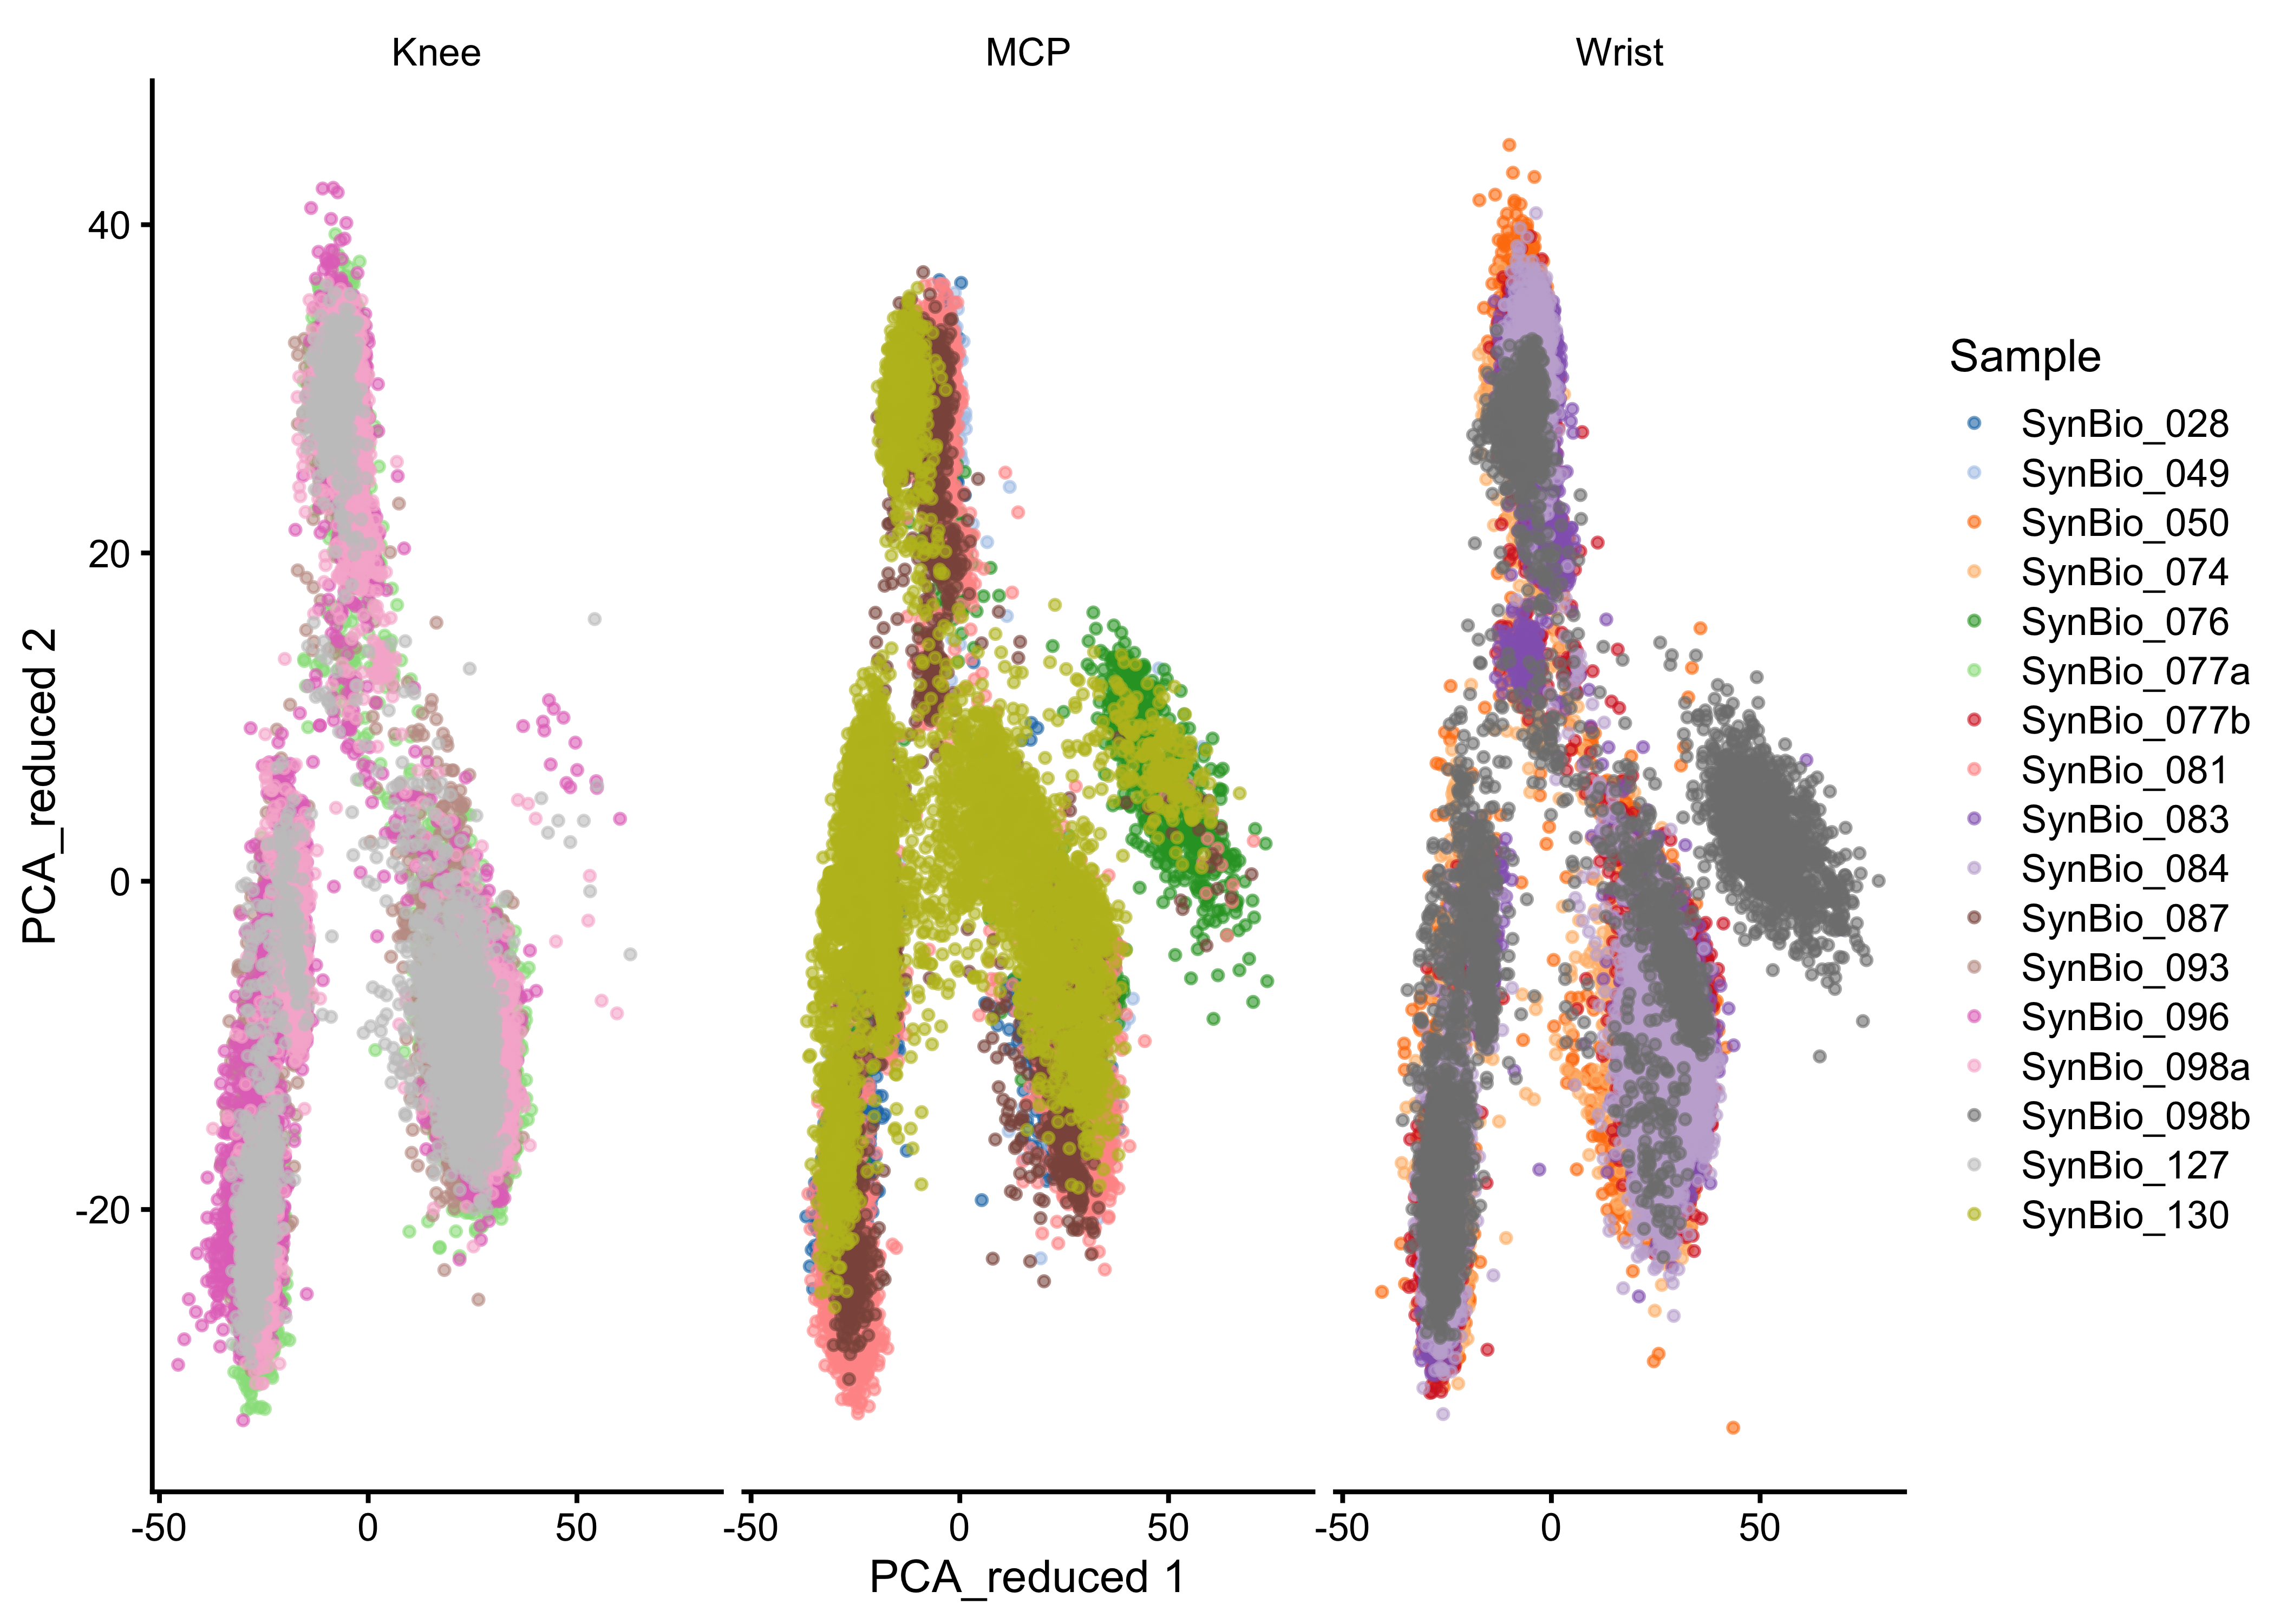 Knee MCP Wrist
40
20
0
-20
PCA_reduced 2
-50 0 50 -50 0 50 -50 0 50
PCA_reduced 1
Sample
SynBio_028
SynBio_049
SynBio_050
SynBio_074
SynBio_076
SynBio_077a
SynBio_077b
SynBio_081
SynBio_083
SynBio_084
SynBio_087
SynBio_093
SynBio_096
SynBio_098a
SynBio_098b
SynBio_127
SynBio_130